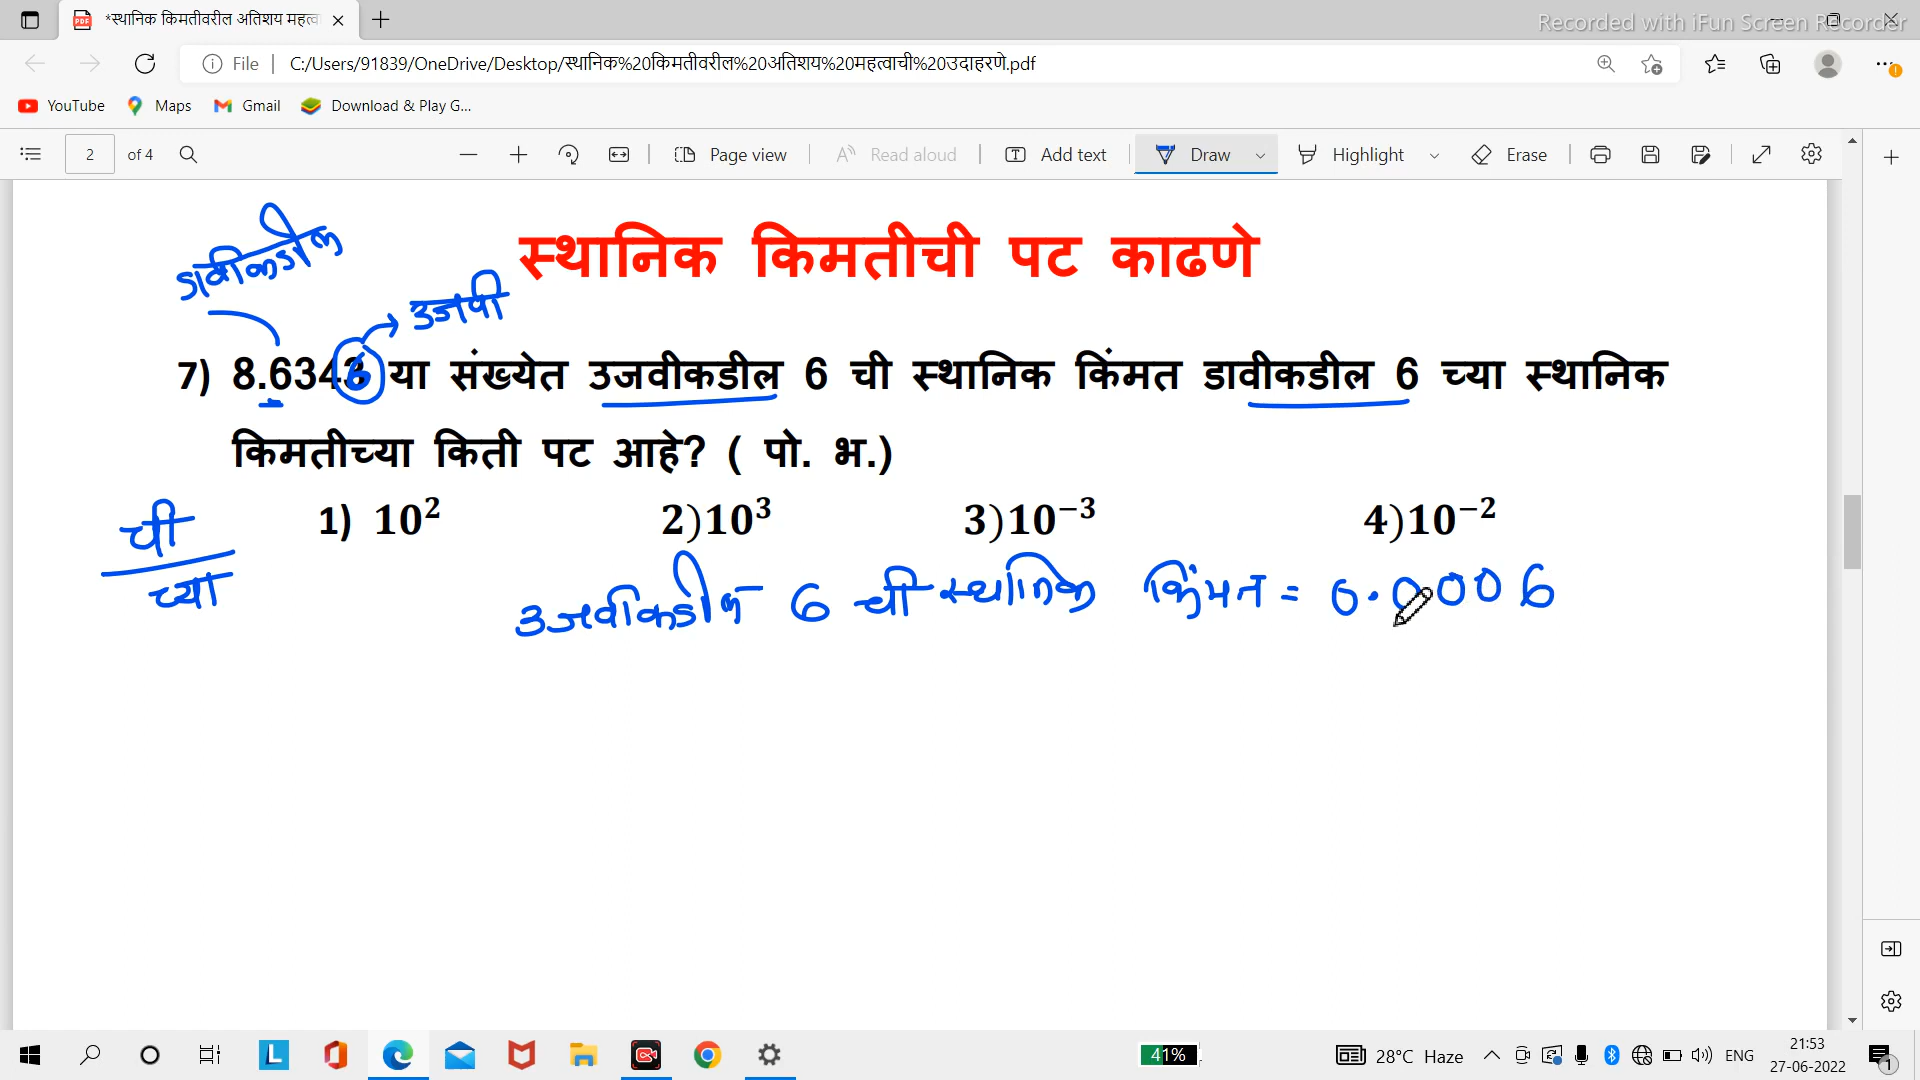 *स्थानिक किमतीवरील अतिशय महत्वा
Recorded with iFun Screen Recorder
File | C:/Users/91839/OneDrive/Desktop/स्थानिक%20किमतीवरील%20अतिशय%20महत्वाची%20उदाहरणे.pdf
YouTube Maps Gmail Download & Play G...
2 of 4 Page view Read aloud Add text Draw Highlight Erase
स्थानिक किमतीची पट काढणे
डावीकडील
उजवी
7) 8.6343 6 या संख्येत उजवीकडील 6 ची स्थानिक किंमत डावीकडील 6 च्या स्थानिक
किमतीच्या किती पट आहे? ( पो. भ.)
ची
च्या
1) 10² 2)10³ 3)10⁻³ 4)10⁻²
उजवीकडील 6 ची स्थानिक किंमत = 0.0006
41% 28°C Haze ENG 21:53
27-06-2022 1